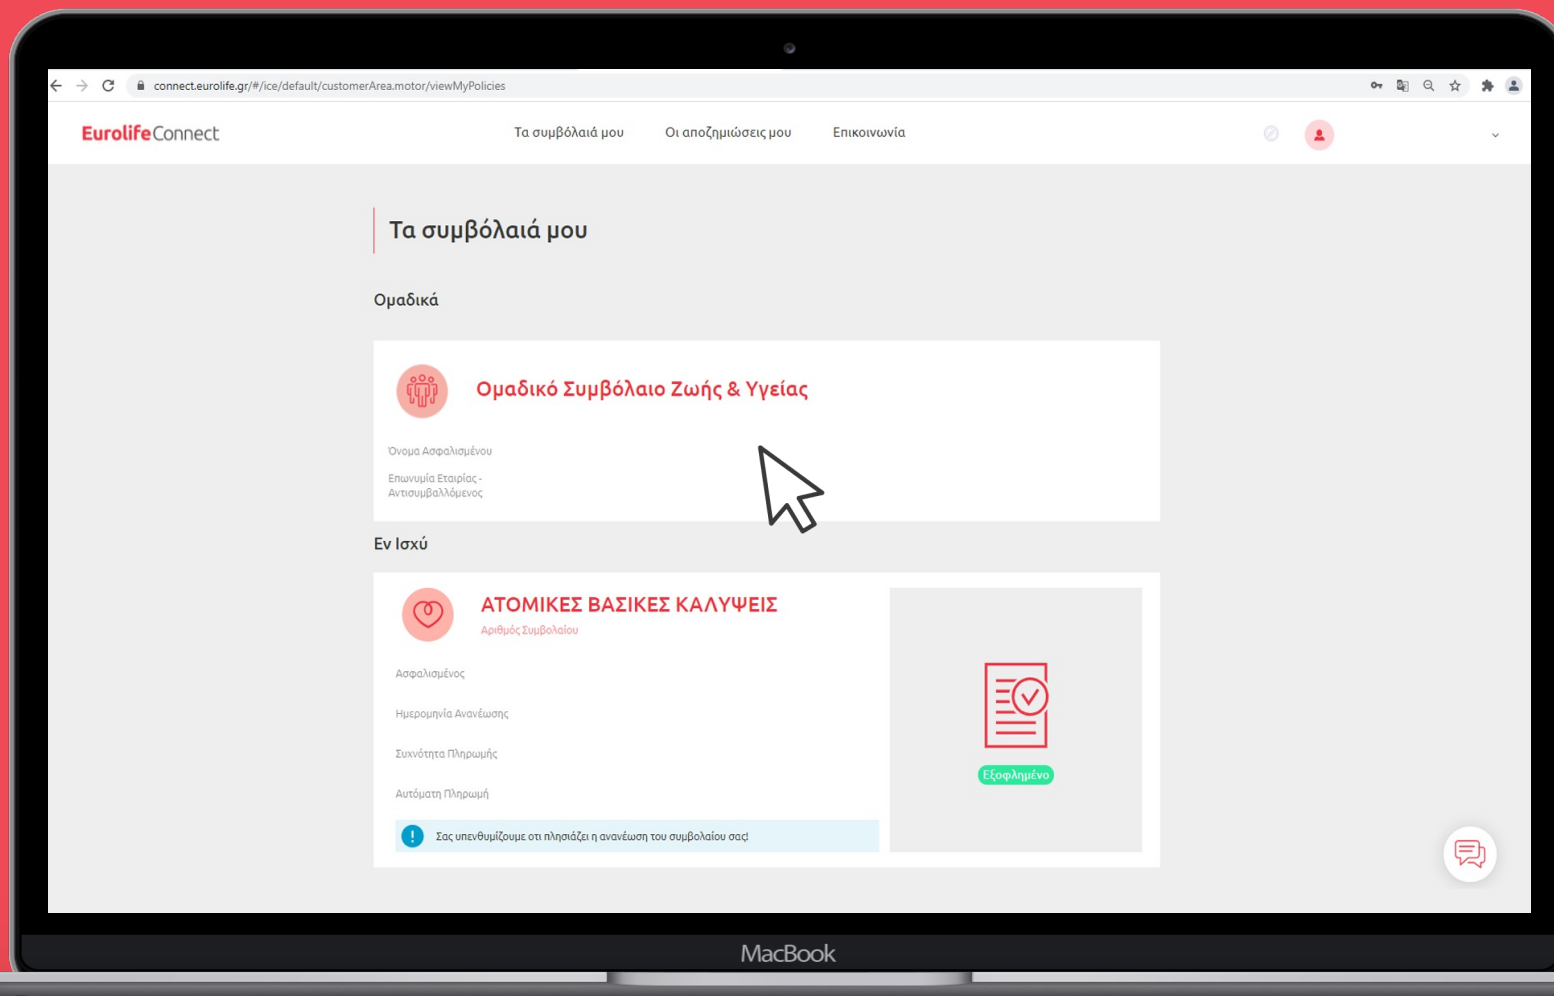 connect.eurolife.gr/#/ice/default/customerArea.motor/viewMyPolicies
Eurolife Connect
Τα συμβόλαιά μου
Οι αποζημιώσεις μου
Επικοινωνία
Τα συμβόλαιά μου
Ομαδικά
Ομαδικό Συμβόλαιο Ζωής & Υγείας
Όνομα Ασφαλισμένου
Επωνυμία Εταιρίας -
Αντισυμβαλλόμενος
Εν Ισχύ
ΑΤΟΜΙΚΕΣ ΒΑΣΙΚΕΣ ΚΑΛΥΨΕΙΣ
Αριθμός Συμβολαίου
Ασφαλισμένος
Ημερομηνία Ανανέωσης
Συχνότητα Πληρωμής
Αυτόματη Πληρωμή
Σας υπενθυμίζουμε οτι πλησιάζει η ανανέωση του συμβολαίου σας!
Εξοφλημένο
MacBook